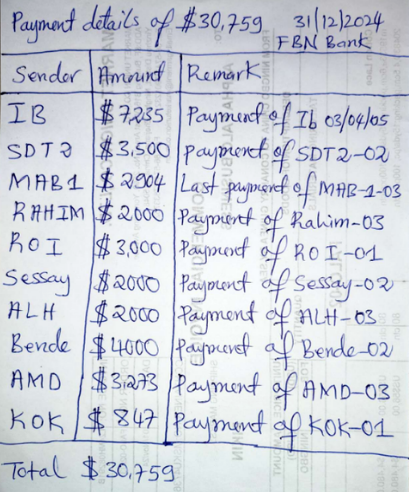 Payment details of $30,759 31/12/2024
FBN Bank
Sender Amount Remark
IB $7,235 Payment of Ib 03/04/05
SDT2 $3,500 Payment of SDT2-02
MAB1 $2904 Last payment of MAB-1-03
RAHIM $2000 Payment of Rahim-03
ROI $3,000 Payment of ROI-01
Sessay $2000 Payment of Sessay-02
ALH $2000 Payment of ALH-03
Bende $4000 Payment of Bende-02
AMD $3,273 Payment of AMD-03
KOK $847 Payment of KOK-01
Total $30,759